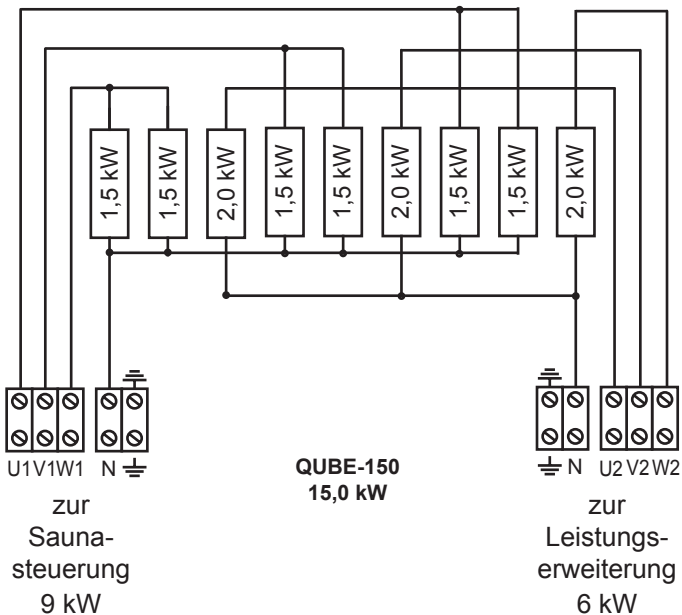 1,5 kW
1,5 kW
2,0 kW
1,5 kW
1,5 kW
2,0 kW
1,5 kW
1,5 kW
2,0 kW
U1 V1 W1 N
N U2 V2 W2
QUBE-150
15,0 kW
zur
Sauna-
steuerung
9 kW
zur
Leistungs-
erweiterung
6 kW